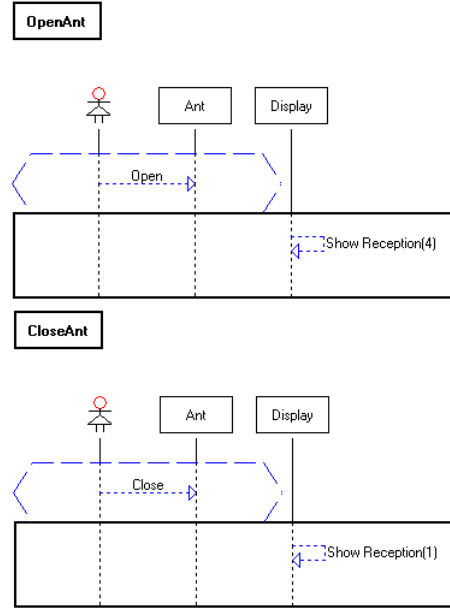 OpenAnt
Ant
Display
Open
Show Reception(4)
CloseAnt
Ant
Display
Close
Show Reception(1)